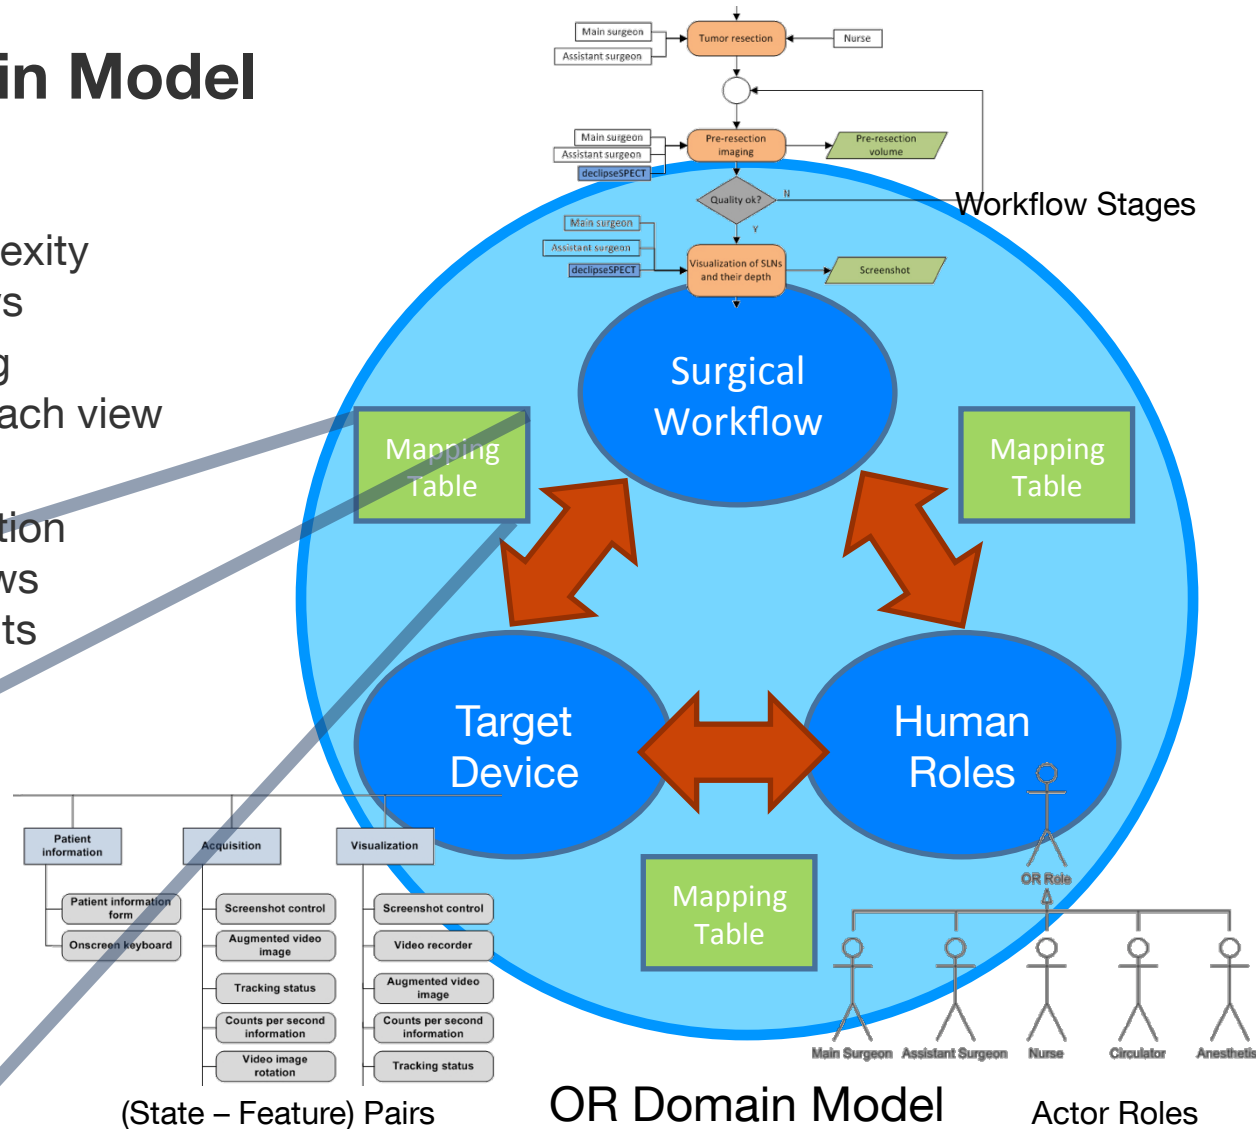 in Model
exity
s
g
ach view
tion
ws
ts
Main surgeon
Assistant surgeon
Tumor resection
Nurse
Main surgeon
Assistant surgeon
declipseSPECT
Pre-resection
imaging
Pre-resection
volume
Quality ok?
N
Y
Workflow Stages
Main surgeon
Assistant surgeon
declipseSPECT
Visualization of SLNs
and their depth
Screenshot
Surgical
Workflow
Mapping
Table
Mapping
Table
Target
Device
Human
Roles
Mapping
Table
Patient
information
Acquisition
Visualization
Patient information
form
Onscreen keyboard
Screenshot control
Augmented video
image
Tracking status
Counts per second
information
Video image
rotation
Screenshot control
Video recorder
Augmented video
image
Counts per second
information
Tracking status
OR Role
Main Surgeon
Assistant Surgeon
Nurse
Circulator
Anesthetis
(State – Feature) Pairs
OR Domain Model
Actor Roles